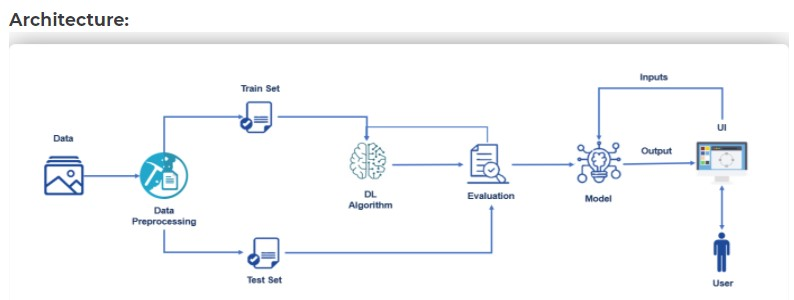 Architecture:
Inputs
Train Set
UI
Data
Output
DL
Algorithm
Evaluation
Model
Data
Preprocessing
Test Set
User